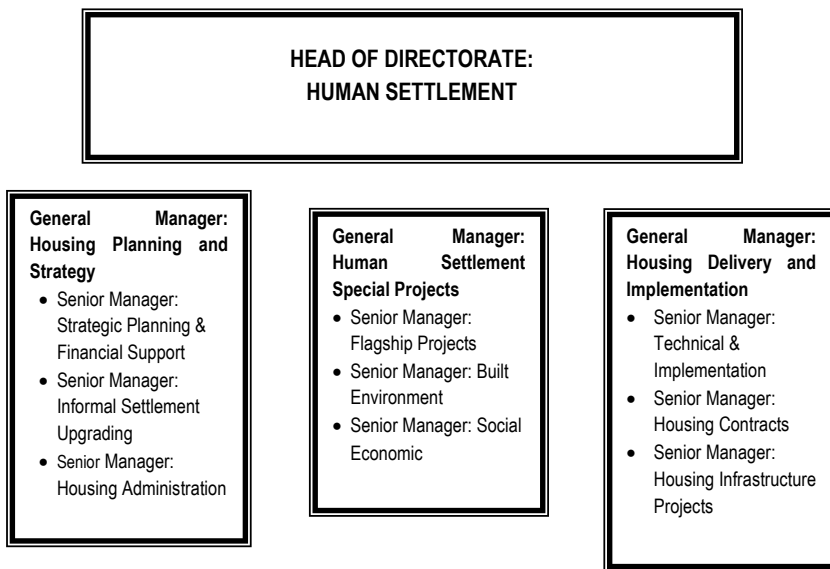 HEAD OF DIRECTORATE:
HUMAN SETTLEMENT
General Manager:
Housing Planning and
Strategy
• Senior Manager:
Strategic Planning &
Financial Support
• Senior Manager:
Informal Settlement
Upgrading
• Senior Manager:
Housing Administration
General Manager:
Human Settlement
Special Projects
• Senior Manager:
Flagship Projects
• Senior Manager: Built
Environment
• Senior Manager: Social
Economic
General Manager:
Housing Delivery and
Implementation
• Senior Manager:
Technical &
Implementation
• Senior Manager:
Housing Contracts
• Senior Manager:
Housing Infrastructure
Projects